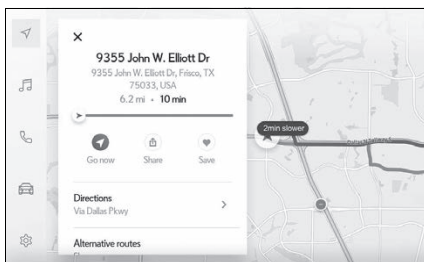 9355 John W. Elliott Dr
9355 John W. Elliott Dr, Frisco, TX
75033, USA
6.2 mi • 10 min
Go now
Share
Save
Directions
Via Dallas Pkwy
Alternative routes
2min slower